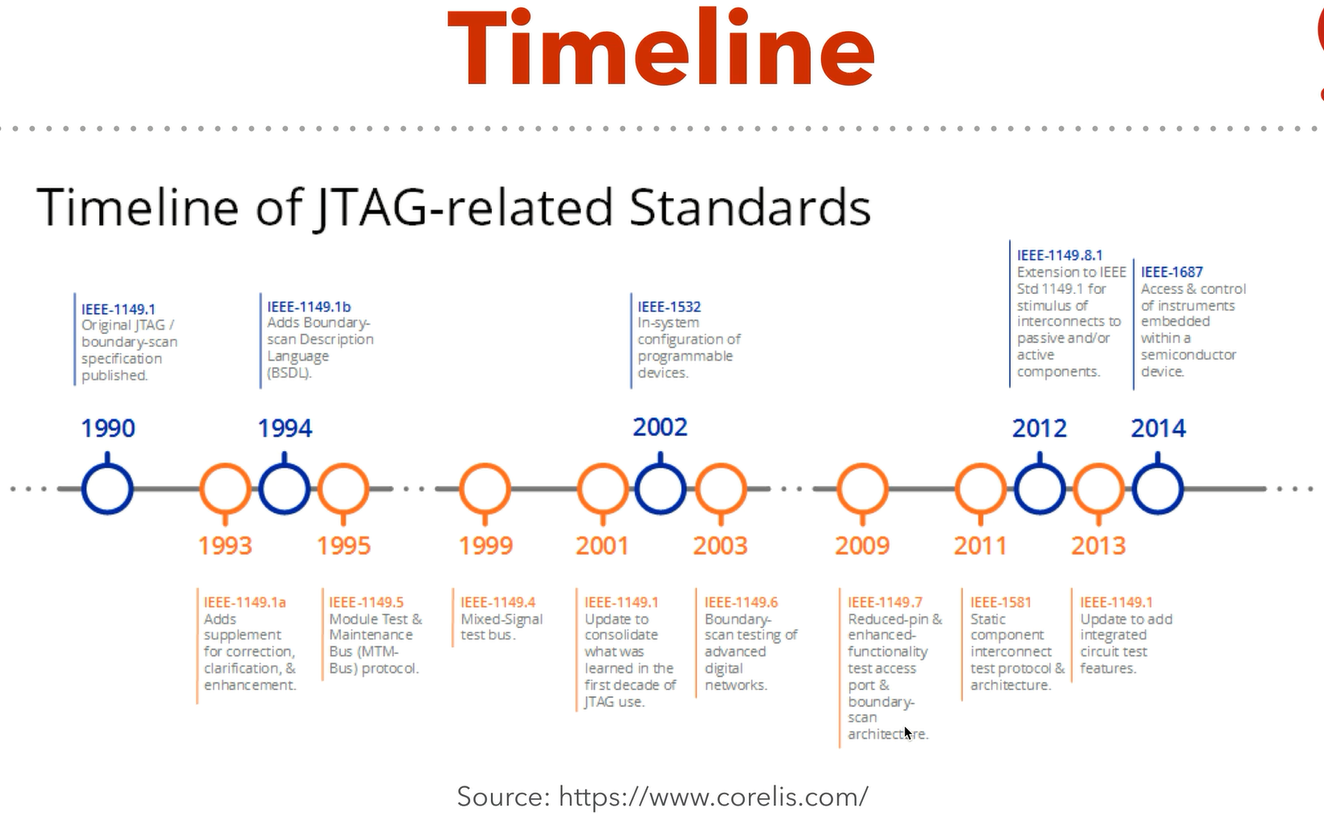 Timeline
Timeline of JTAG-related Standards
IEEE-1149.1
Original JTAG /
boundary-scan
specification
published.
IEEE-1149.1b
Adds Boundary-
scan Description
Language
(BSDL).
IEEE-1532
In-system
configuration of
programmable
devices.
IEEE-1149.8.1
Extension to IEEE
Std 1149.1 for
stimulus of
interconnects to
passive and/or
active
components.
IEEE-1687
Access & control
of instruments
embedded
within a
semiconductor
device.
1990
1994
2002
2012
2014
1993
1995
1999
2001
2003
2009
2011
2013
IEEE-1149.1a
Adds
supplement
for correction,
clarification, &
enhancement.
IEEE-1149.5
Module Test &
Maintenance
Bus (MTM-
Bus) protocol.
IEEE-1149.4
Mixed-Signal
test bus.
IEEE-1149.1
Update to
consolidate
what was
learned in the
first decade of
JTAG use.
IEEE-1149.6
Boundary-
scan testing of
advanced
digital
networks.
IEEE-1149.7
Reduced-pin &
enhanced-
functionality
test access
port &
boundary-
scan
architecture.
IEEE-1581
Static
component
interconnect
test protocol &
architecture.
IEEE-1149.1
Update to add
integrated
circuit test
features.
Source: https://www.corelis.com/